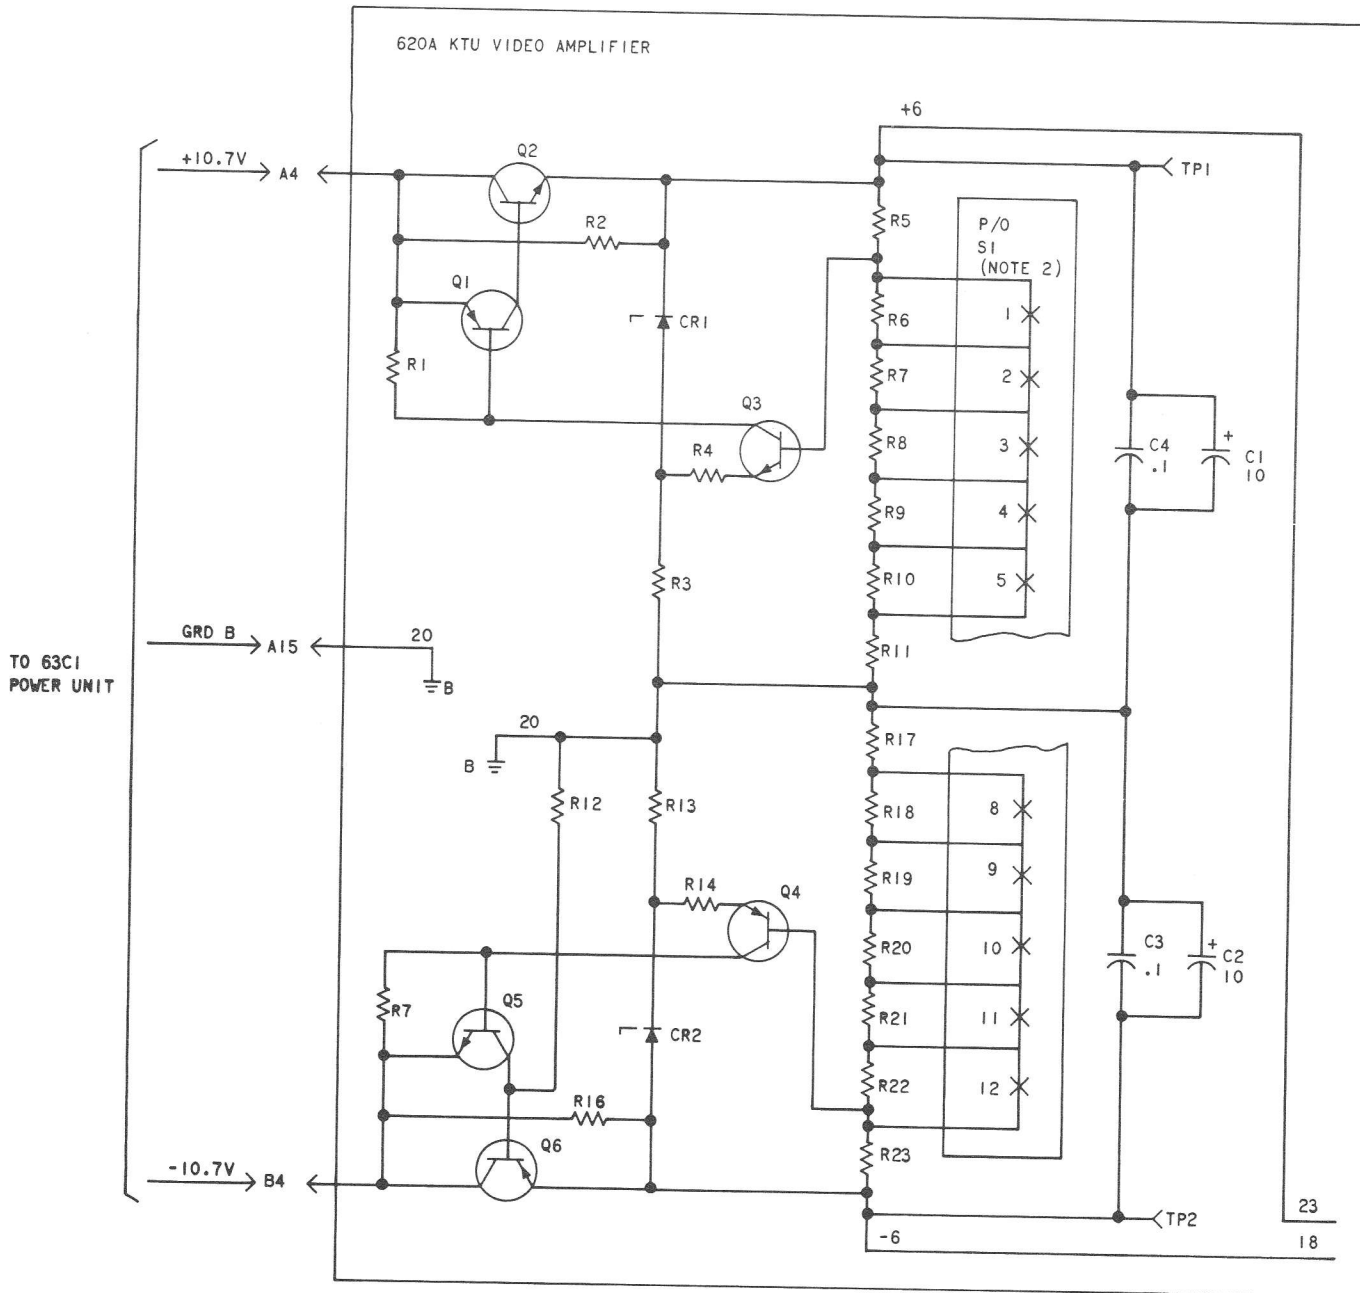 620A KTU VIDEO AMPLIFIER
+6
+10.7V
A4
Q2
TP1
R2
R5
P/O
S1
(NOTE 2)
Q1
R6
1
CR1
R1
R7
2
Q3
R8
3
C4
.1
+
C1
10
R4
R9
4
R3
R10
5
GRD B
A15
20
B
R11
TO 63C1
POWER UNIT
20
B
R17
R12
R13
R18
8
R19
9
R14
Q4
R20
10
C3
.1
+
C2
10
R7
Q5
CR2
R21
11
R22
12
R16
Q6
R23
-10.7V
B4
TP2
-6
23
18